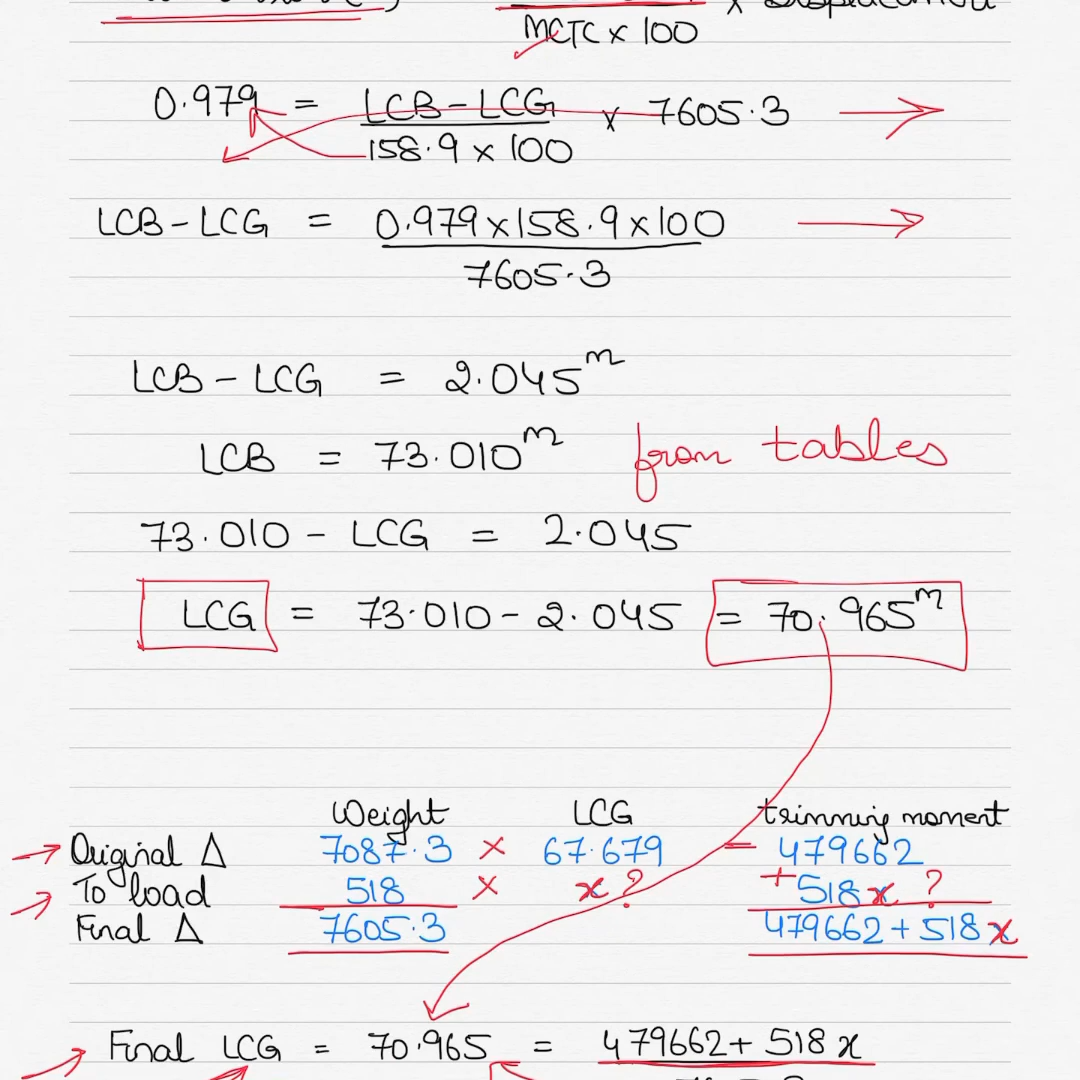 MCTC x 100
0.979 = LCB - LCG x 7605.3
158.9 x 100
LCB - LCG = 0.979 x 158.9 x 100
7605.3
LCB - LCG = 2.045 m
LCB = 73.010 m from tables
73.010 - LCG = 2.045
LCG = 73.010 - 2.045 = 70.965 m
Weight LCG trimming moment
Original Δ 7087.3 x 67.679 = 479662
To load 518 x x ? + 518x ?
Final Δ 7605.3 479662 + 518x
Final LCG = 70.965 = 479662 + 518x